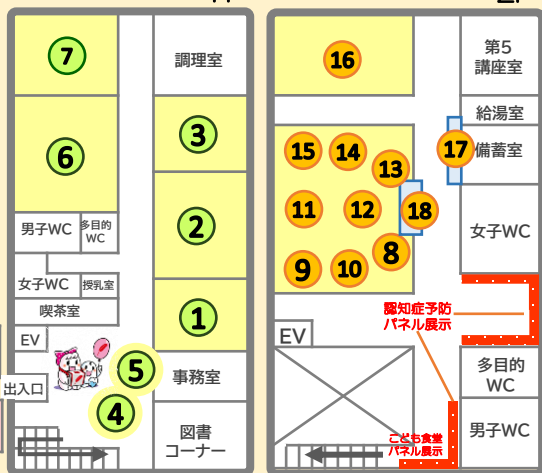 7
調理室
6
3
2
男子WC
多目的
WC
女子WC
授乳室
喫茶室
1
EV
5
事務室
出入口
4
図書
コーナー
16
第5
講座室
給湯室
17
備蓄室
15
14
13
11
12
18
女子WC
9
10
8
認知症予防
パネル展示
EV
多目的
WC
こども食堂
パネル展示
男子WC